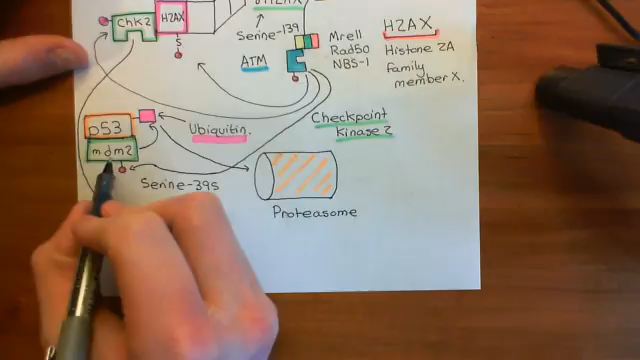 Chk2
H2AX
S
Serine-139
ATM
Mre11
Rad50
NBS-1
H2AX
Histone 2A
family
member X.
Checkpoint
Kinase 2
p53
mdm2
Ubiquitin.
Serine-395
Proteasome